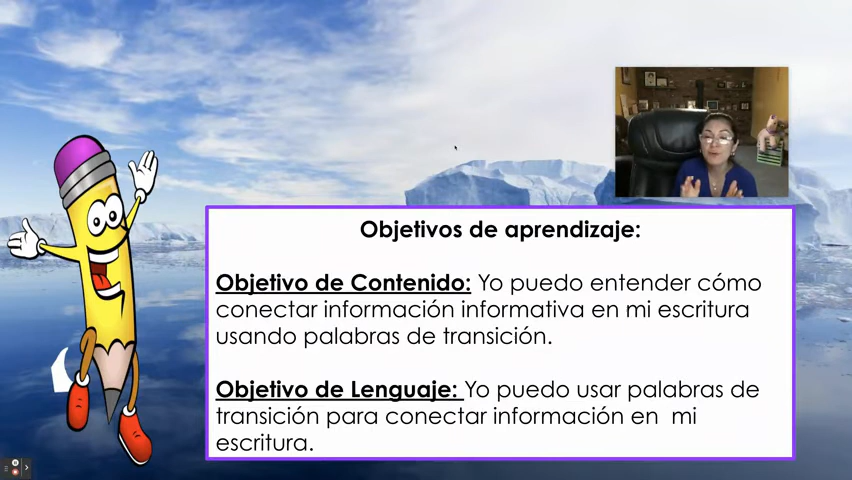 Objetivos de aprendizaje:
Objetivo de Contenido: Yo puedo entender cómo
conectar información informativa en mi escritura
usando palabras de transición.
Objetivo de Lenguaje: Yo puedo usar palabras de
transición para conectar información en mi
escritura.